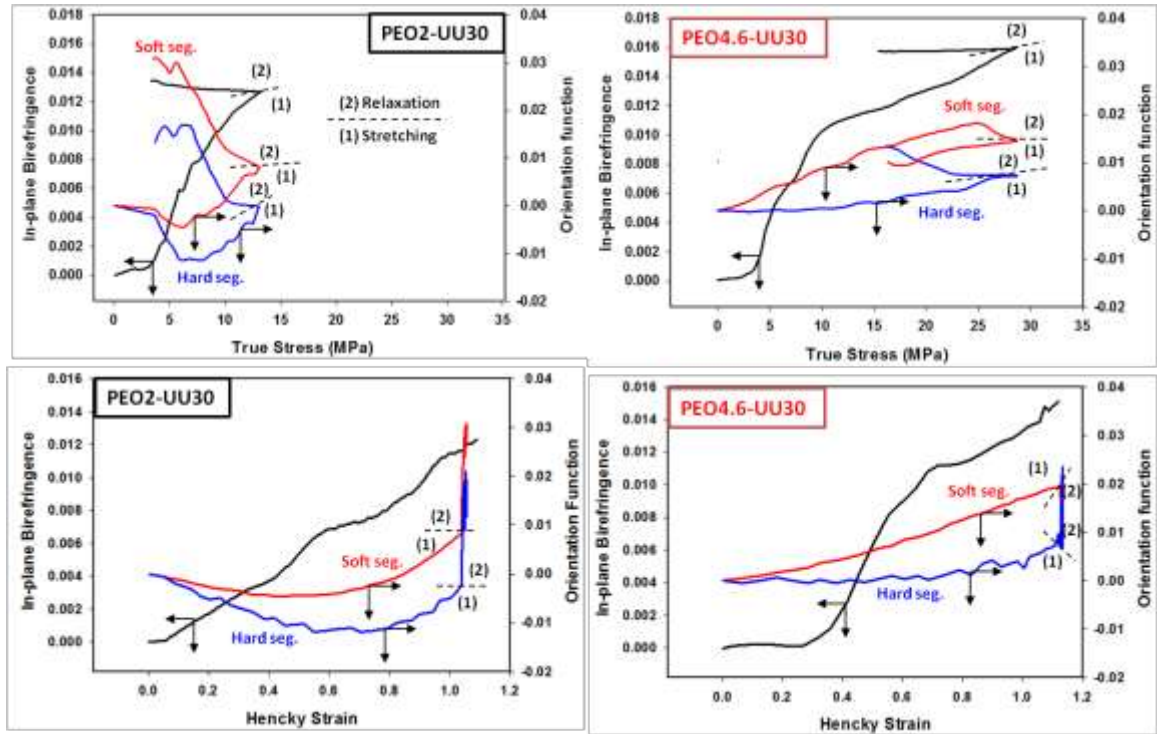 PEO2-UU30
In-plane Birefringence
0.018
0.016
0.014
0.012
0.010
0.008
0.006
0.004
0.002
0.000
Soft seg.
(2)
(1)
(2)
(1)
(2)
(1)
Hard seg.
(2) Relaxation
(1) Stretching
0.04
0.03
0.02
0.01
0.00
-0.01
-0.02
Orientation function
0 5 10 15 20 25 30 35
True Stress (MPa)
PEO4.6-UU30
In-plane Birefringence
0.018
0.016
0.014
0.012
0.010
0.008
0.006
0.004
0.002
0.000
(2)
(1)
Soft seg.
(2)
(1)
(2)
(1)
Hard seg.
0.04
0.03
0.02
0.01
0.00
-0.01
-0.02
Orientation function
0 5 10 15 20 25 30 35
True Stress (MPa)
PEO2-UU30
In-plane Birefringence
0.016
0.014
0.012
0.010
0.008
0.006
0.004
0.002
0.000
(2)
(1)
Soft seg.
(2)
(1)
Hard seg.
0.04
0.03
0.02
0.01
0.00
-0.01
-0.02
Orientation Function
0.0 0.2 0.4 0.6 0.8 1.0 1.2
Hencky Strain
PEO4.6-UU30
In-plane Birefringence
0.016
0.014
0.012
0.010
0.008
0.006
0.004
0.002
0.000
(1)
Soft seg.
(2)
(2)
(1)
Hard seg.
0.04
0.03
0.02
0.01
0.00
-0.01
-0.02
Orientation function
0.0 0.2 0.4 0.6 0.8 1.0 1.2
Hencky Strain